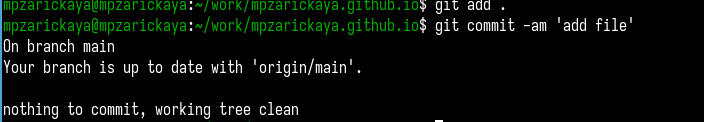 mpzarickaya@mpzarickaya:~/work/mpzarickaya.github.io$ git add .
mpzarickaya@mpzarickaya:~/work/mpzarickaya.github.io$ git commit -am 'add file'
On branch main
Your branch is up to date with 'origin/main'.
nothing to commit, working tree clean